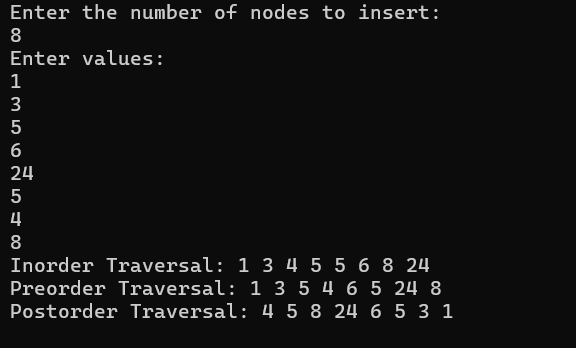 Enter the number of nodes to insert:
8
Enter values:
1
3
5
6
24
5
4
8
Inorder Traversal: 1 3 4 5 5 6 8 24
Preorder Traversal: 1 3 5 4 6 5 24 8
Postorder Traversal: 4 5 8 24 6 5 3 1